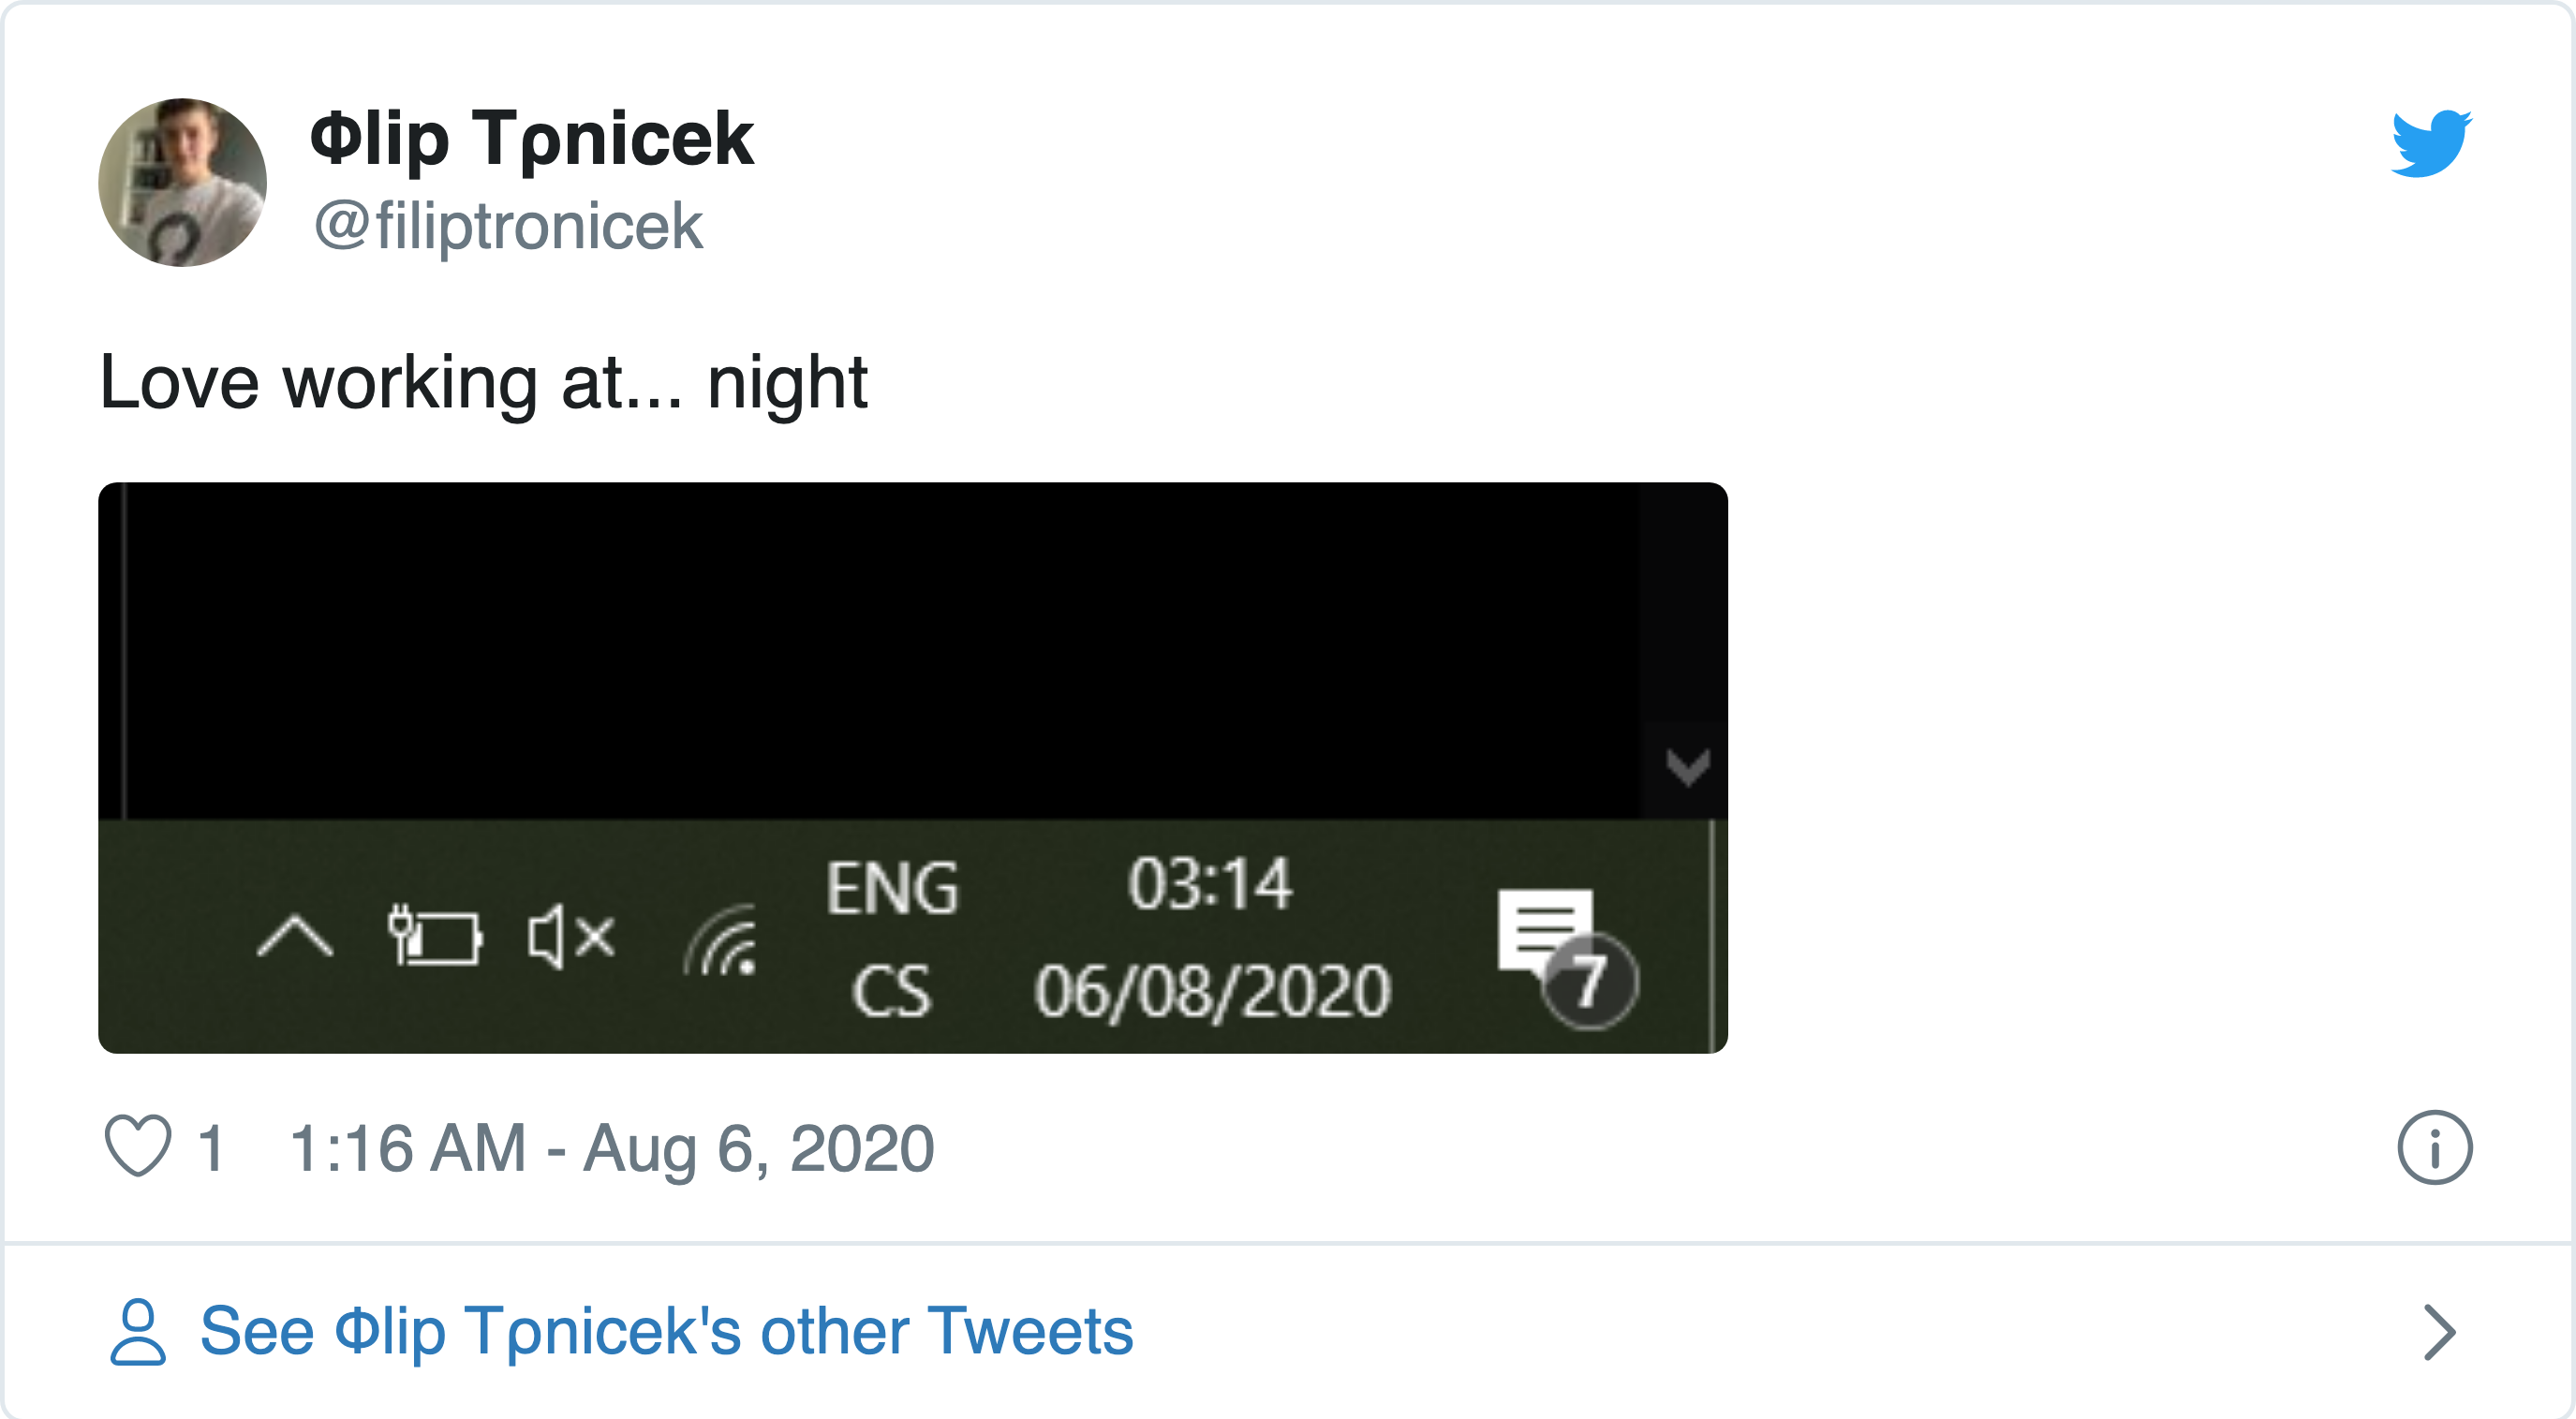 Φlip Tρnicek
@filiptronicek
Love working at... night
ENG
03:14
CS
06/08/2020
7
1 1:16 AM - Aug 6, 2020
See Φlip Tρnicek's other Tweets